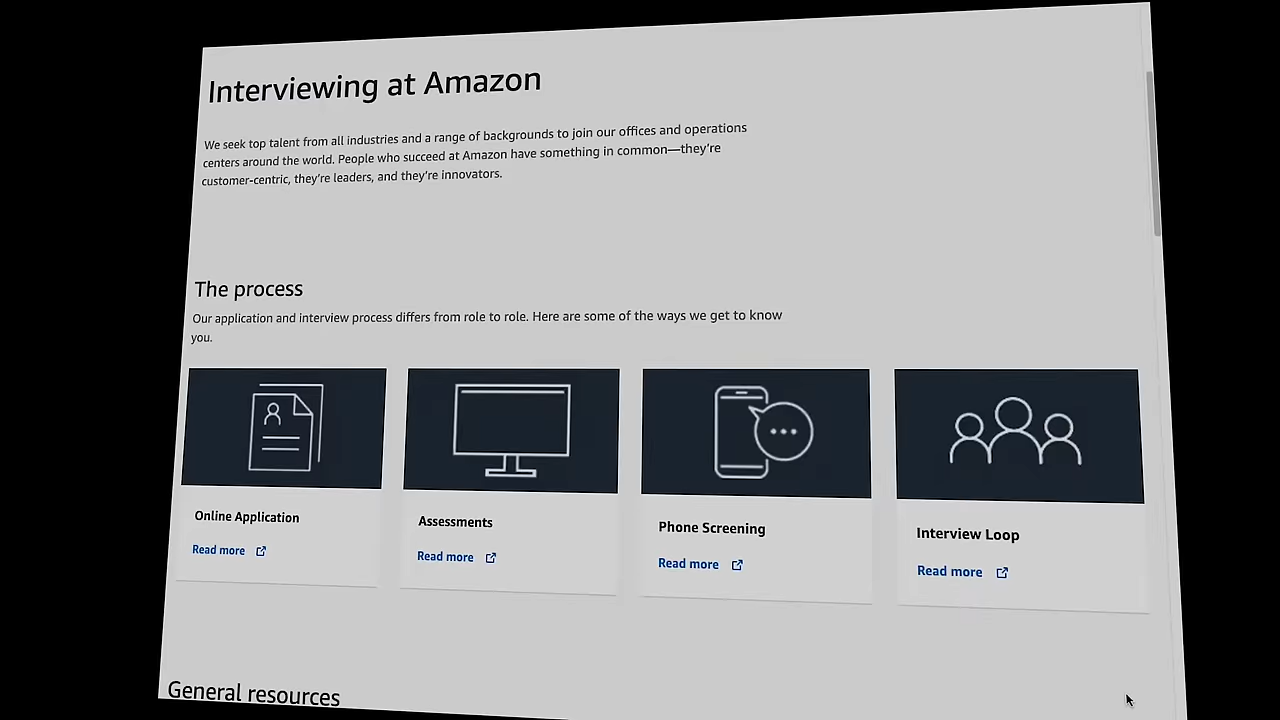 Interviewing at Amazon
We seek top talent from all industries and a range of backgrounds to join our offices and operations
centers around the world. People who succeed at Amazon have something in common—they're
customer-centric, they're leaders, and they're innovators.
The process
Our application and interview process differs from role to role. Here are some of the ways we get to know
you.
Online Application
Read more
Assessments
Read more
Phone Screening
Read more
Interview Loop
Read more
General resources